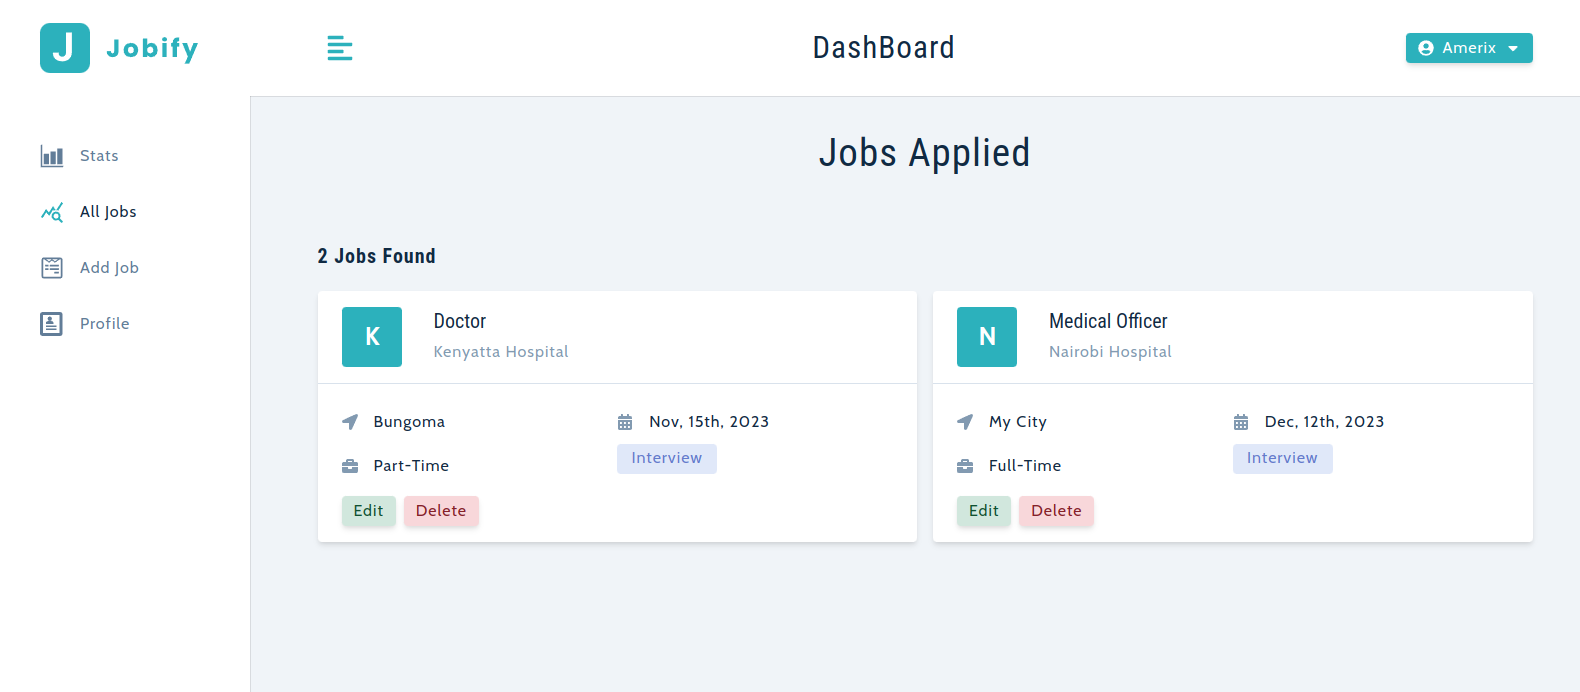 J Jobify
DashBoard
Amerix
Stats
All Jobs
Add Job
Profile
Jobs Applied
2 Jobs Found
K
Doctor
Kenyatta Hospital
Bungoma
Nov, 15th, 2023
Part-Time
Interview
Edit Delete
N
Medical Officer
Nairobi Hospital
My City
Dec, 12th, 2023
Full-Time
Interview
Edit Delete